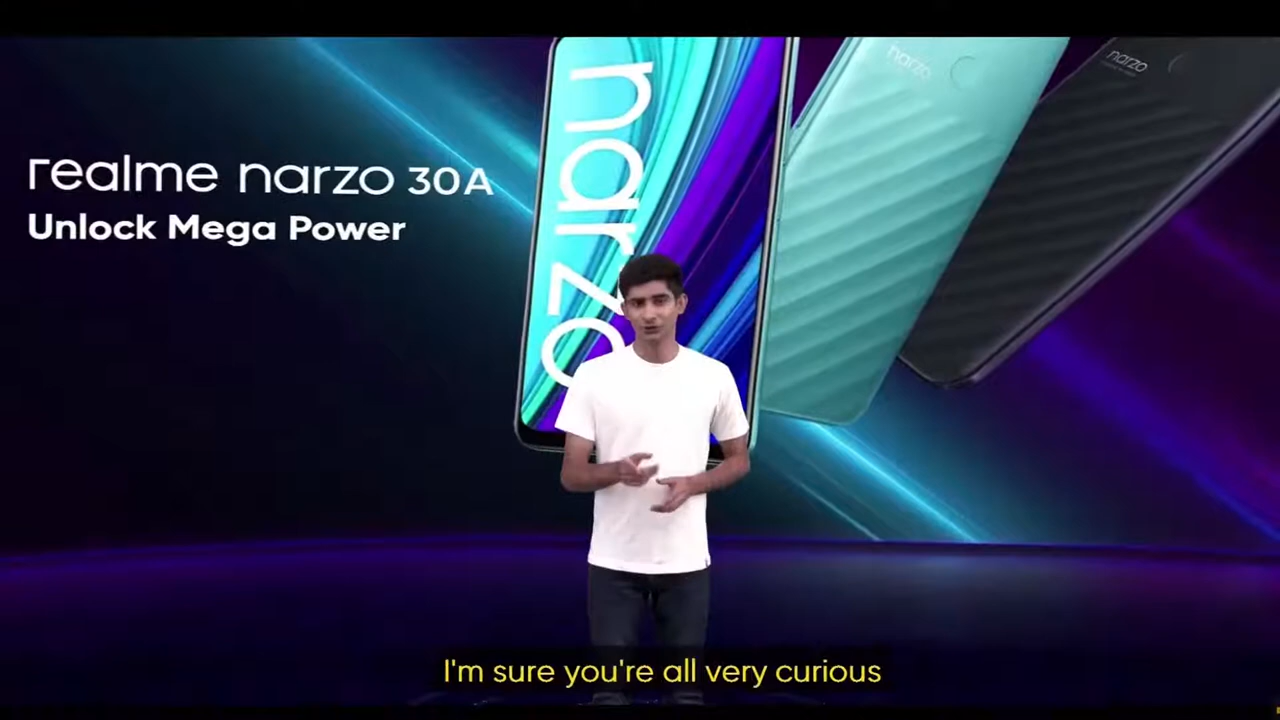 realme narzo 30A
Unlock Mega Power
narzo
narzo
narzo
I'm sure you're all very curious